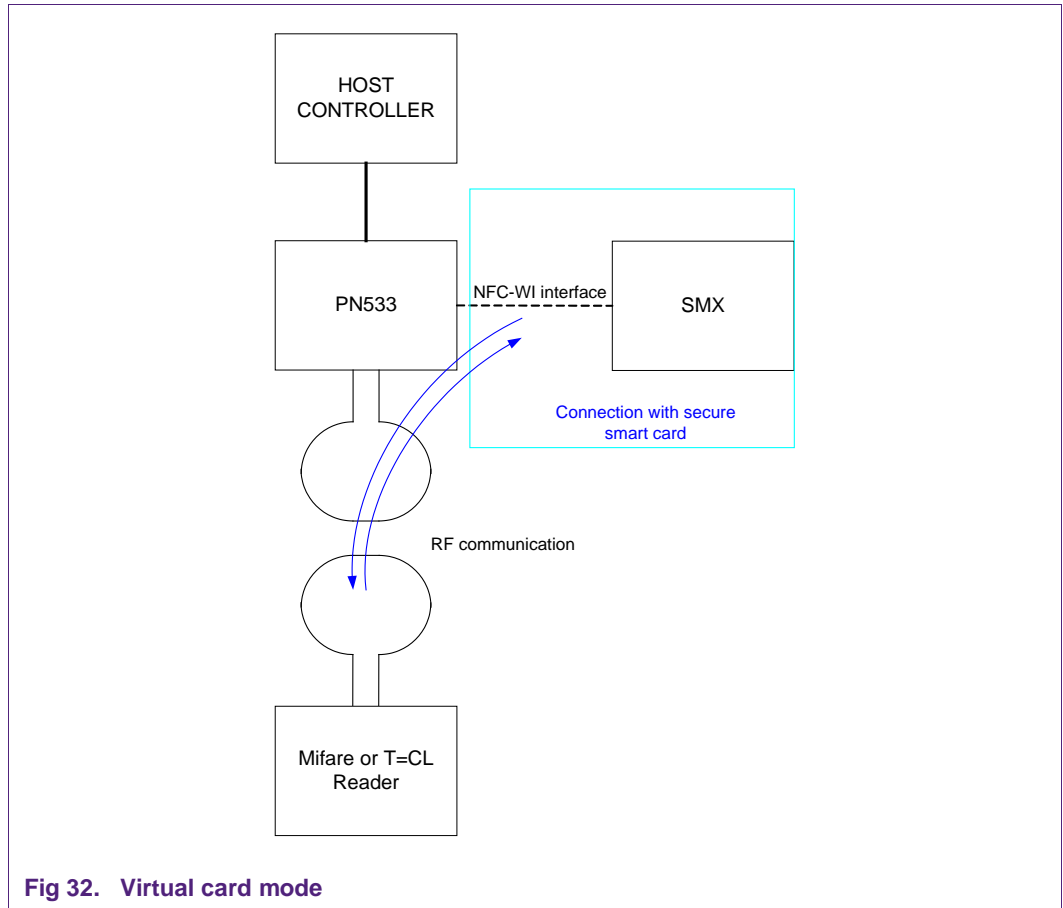 HOST
CONTROLLER
PN533
NFC-WI interface
SMX
Connection with secure
smart card
RF communication
Mifare or T=CL
Reader
Fig 32. Virtual card mode